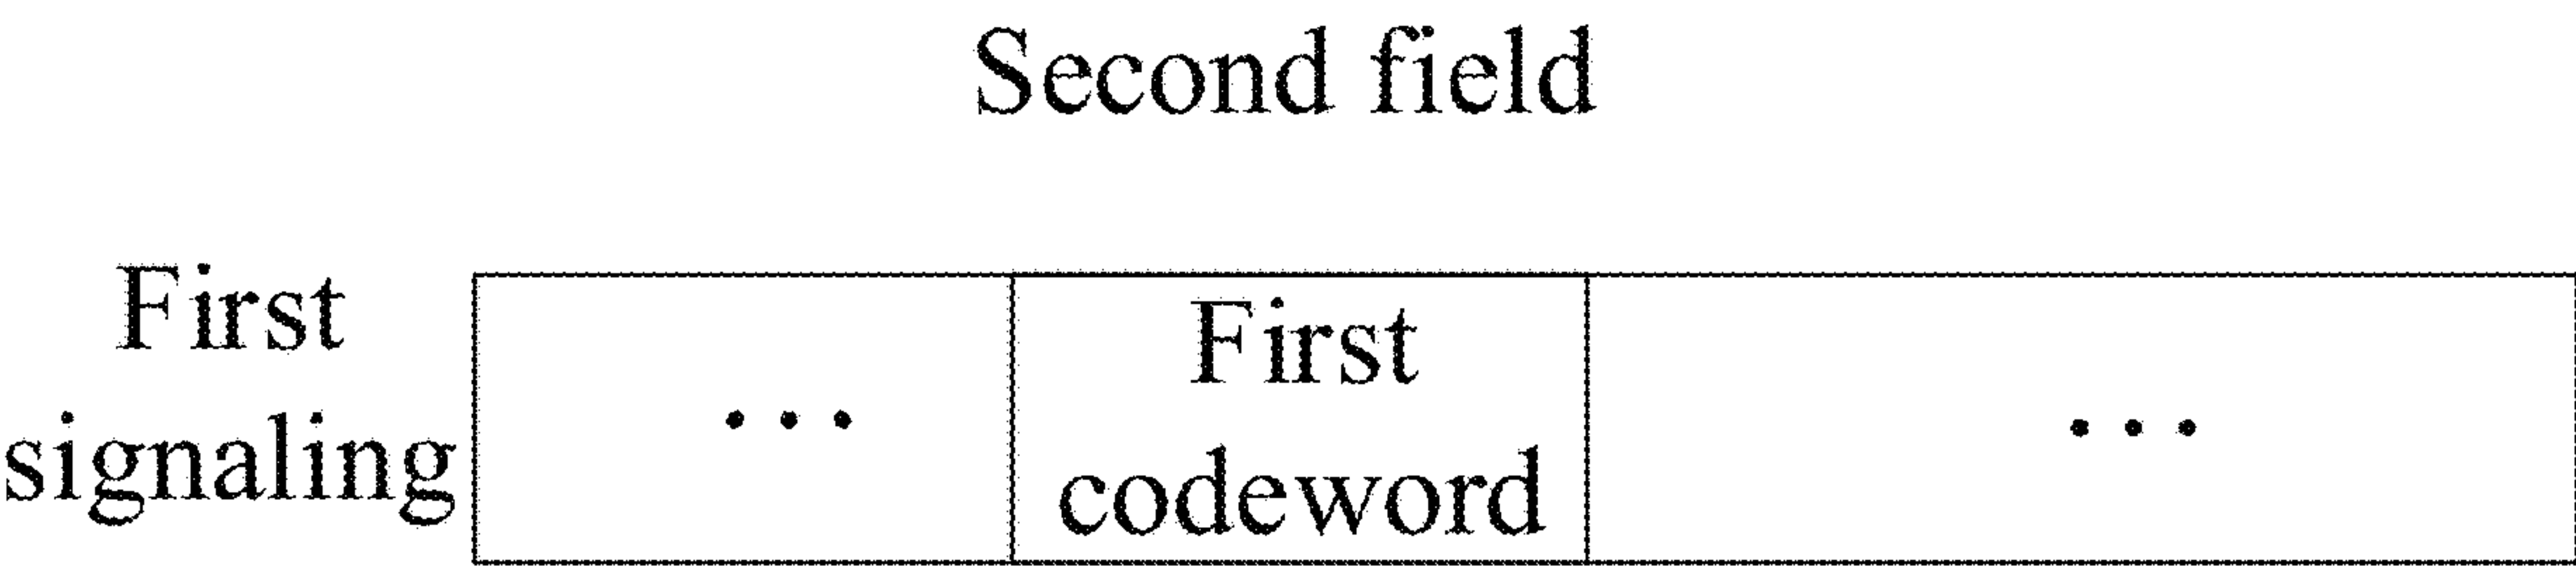 Second field
First
signaling
...
First
codeword
...